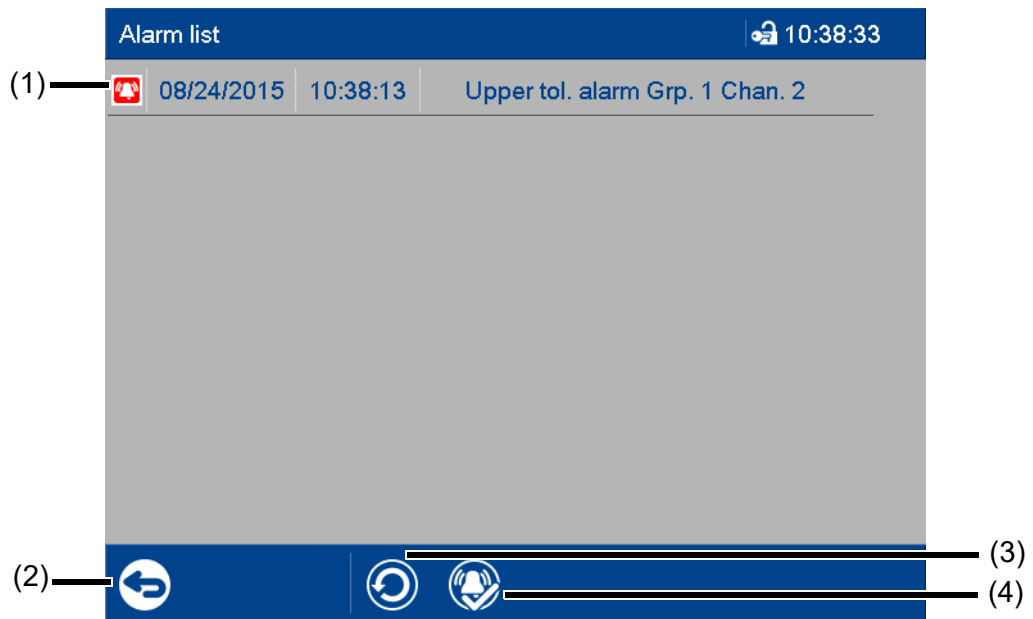 Alarm list 10:38:33
(1) 08/24/2015 10:38:13 Upper tol. alarm Grp. 1 Chan. 2
(3)
(2)
(4)